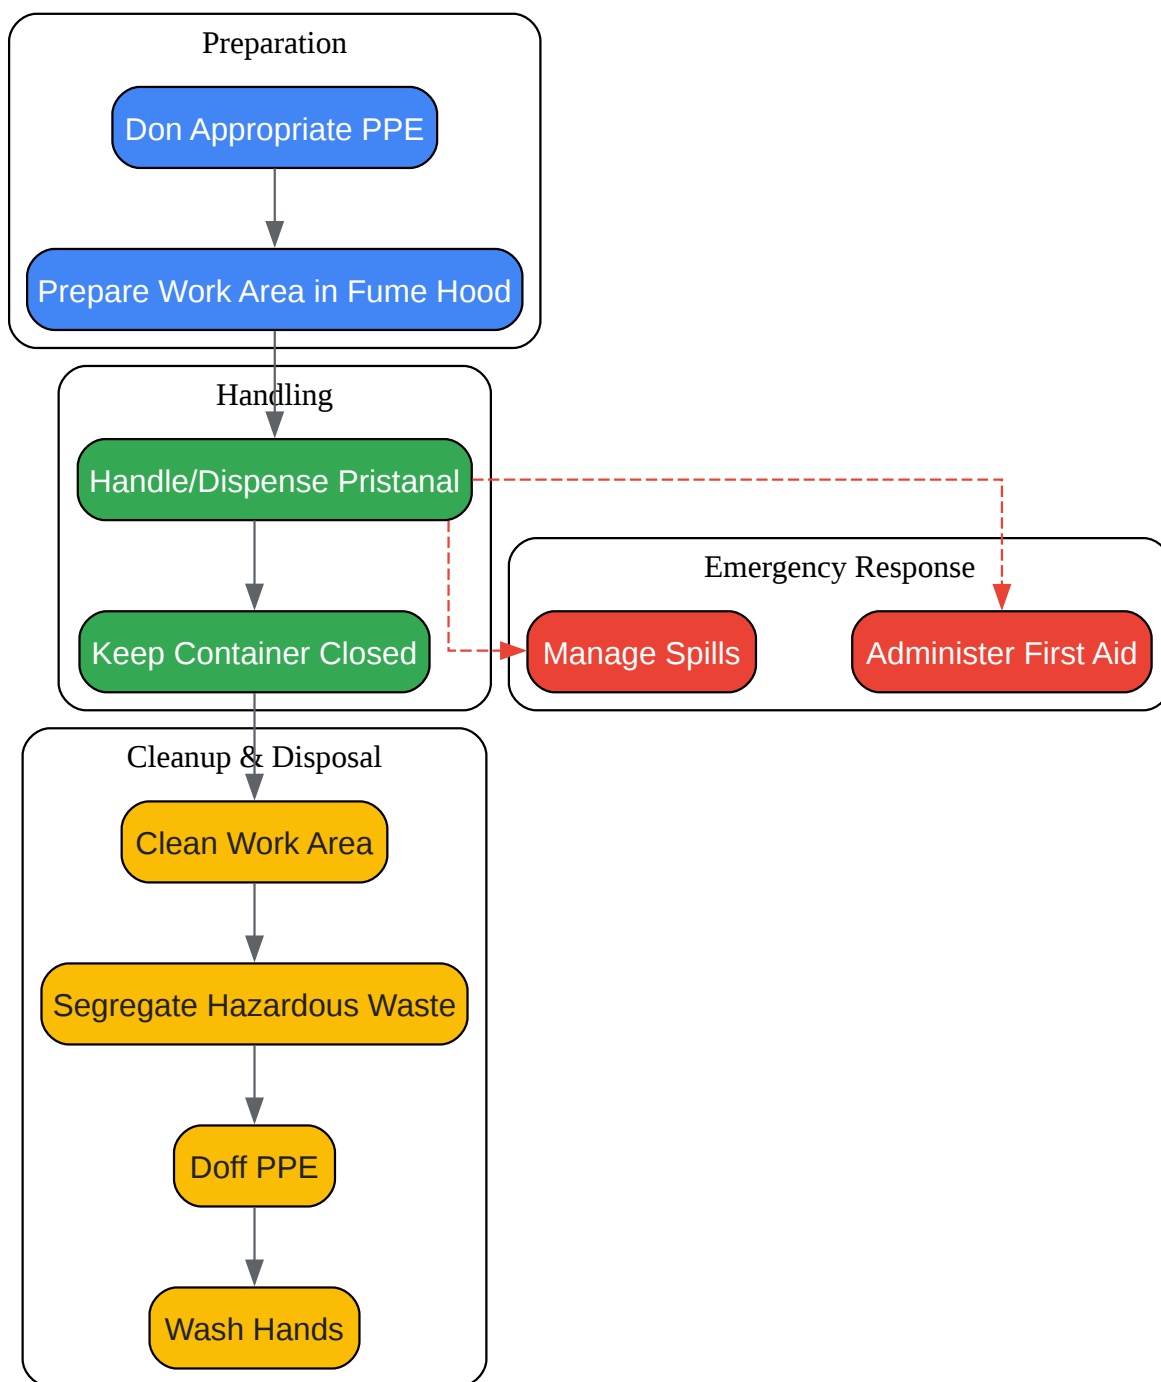 Preparation
Don Appropriate PPE
Prepare Work Area in Fume Hood
Handling
Handle/Dispense Pristanal
Keep Container Closed
Emergency Response
Manage Spills
Administer First Aid
Cleanup & Disposal
Clean Work Area
Segregate Hazardous Waste
Doff PPE
Wash Hands